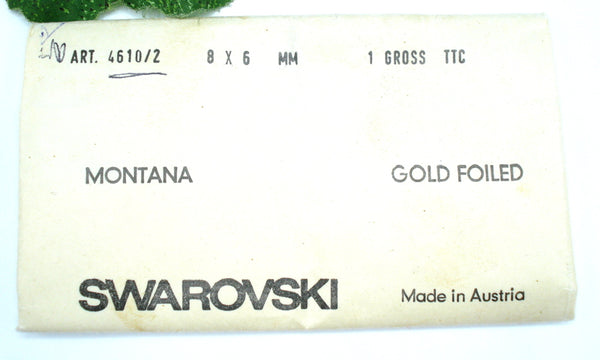 ART. 4610/2 8 X 6 MM 1 GROSS TTC
MONTANA GOLD FOILED
SWAROVSKI Made in Austria